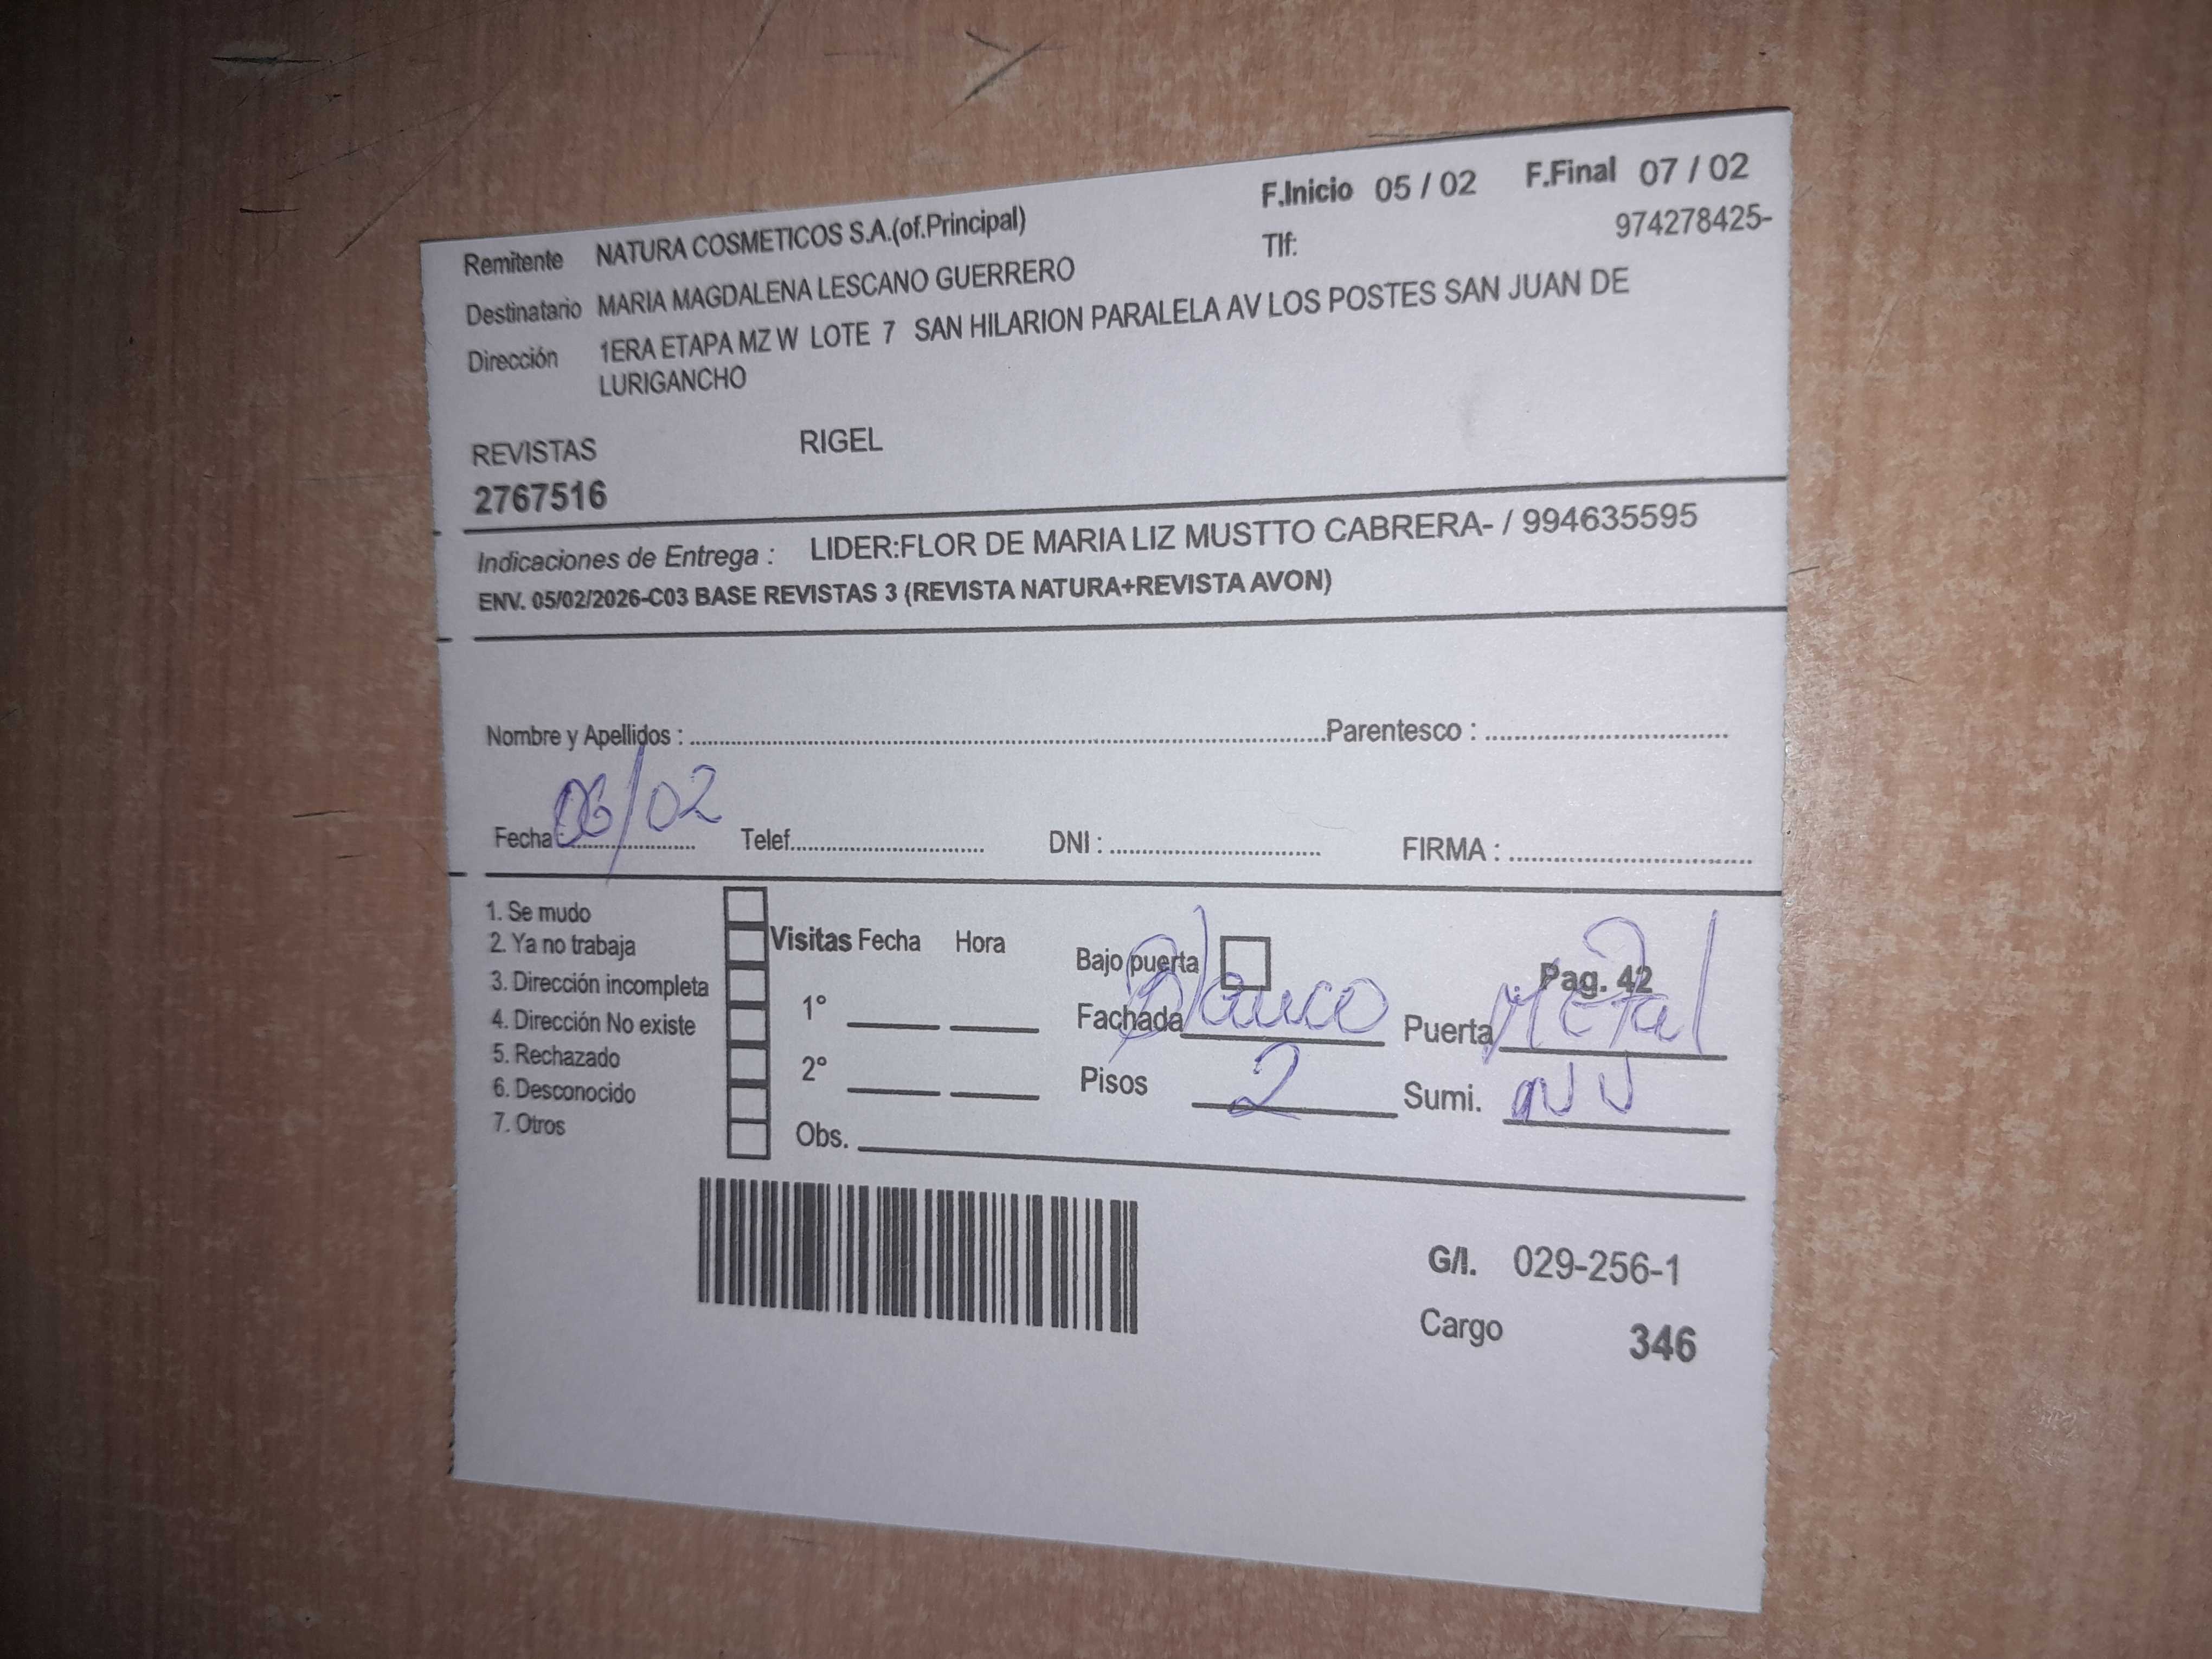 F.Inicio 05 / 02 F.Final 07 / 02
Remitente NATURA COSMETICOS S.A.(of.Principal) Tlf: 974278425-
Destinatario MARIA MAGDALENA LESCANO GUERRERO
Dirección 1ERA ETAPA MZ W LOTE 7 SAN HILARION PARALELA AV LOS POSTES SAN JUAN DE
LURIGANCHO
REVISTAS RIGEL
2767516
Indicaciones de Entrega : LIDER:FLOR DE MARIA LIZ MUSTTO CABRERA- / 994635595
ENV. 05/02/2026-C03 BASE REVISTAS 3 (REVISTA NATURA+REVISTA AVON)
Nombre y Apellidos : Parentesco :
Fecha : 06/02 Telef. DNI : FIRMA :
1. Se mudo
2. Ya no trabaja
3. Dirección incompleta
4. Dirección No existe
5. Rechazado
6. Desconocido
7. Otros
Visitas Fecha Hora
1°
2°
Obs.
Bajo puerta Pag. 42
Fachada Blanco Puerta Metal
Pisos 2 Sumi.
G/I. 029-256-1
Cargo 346